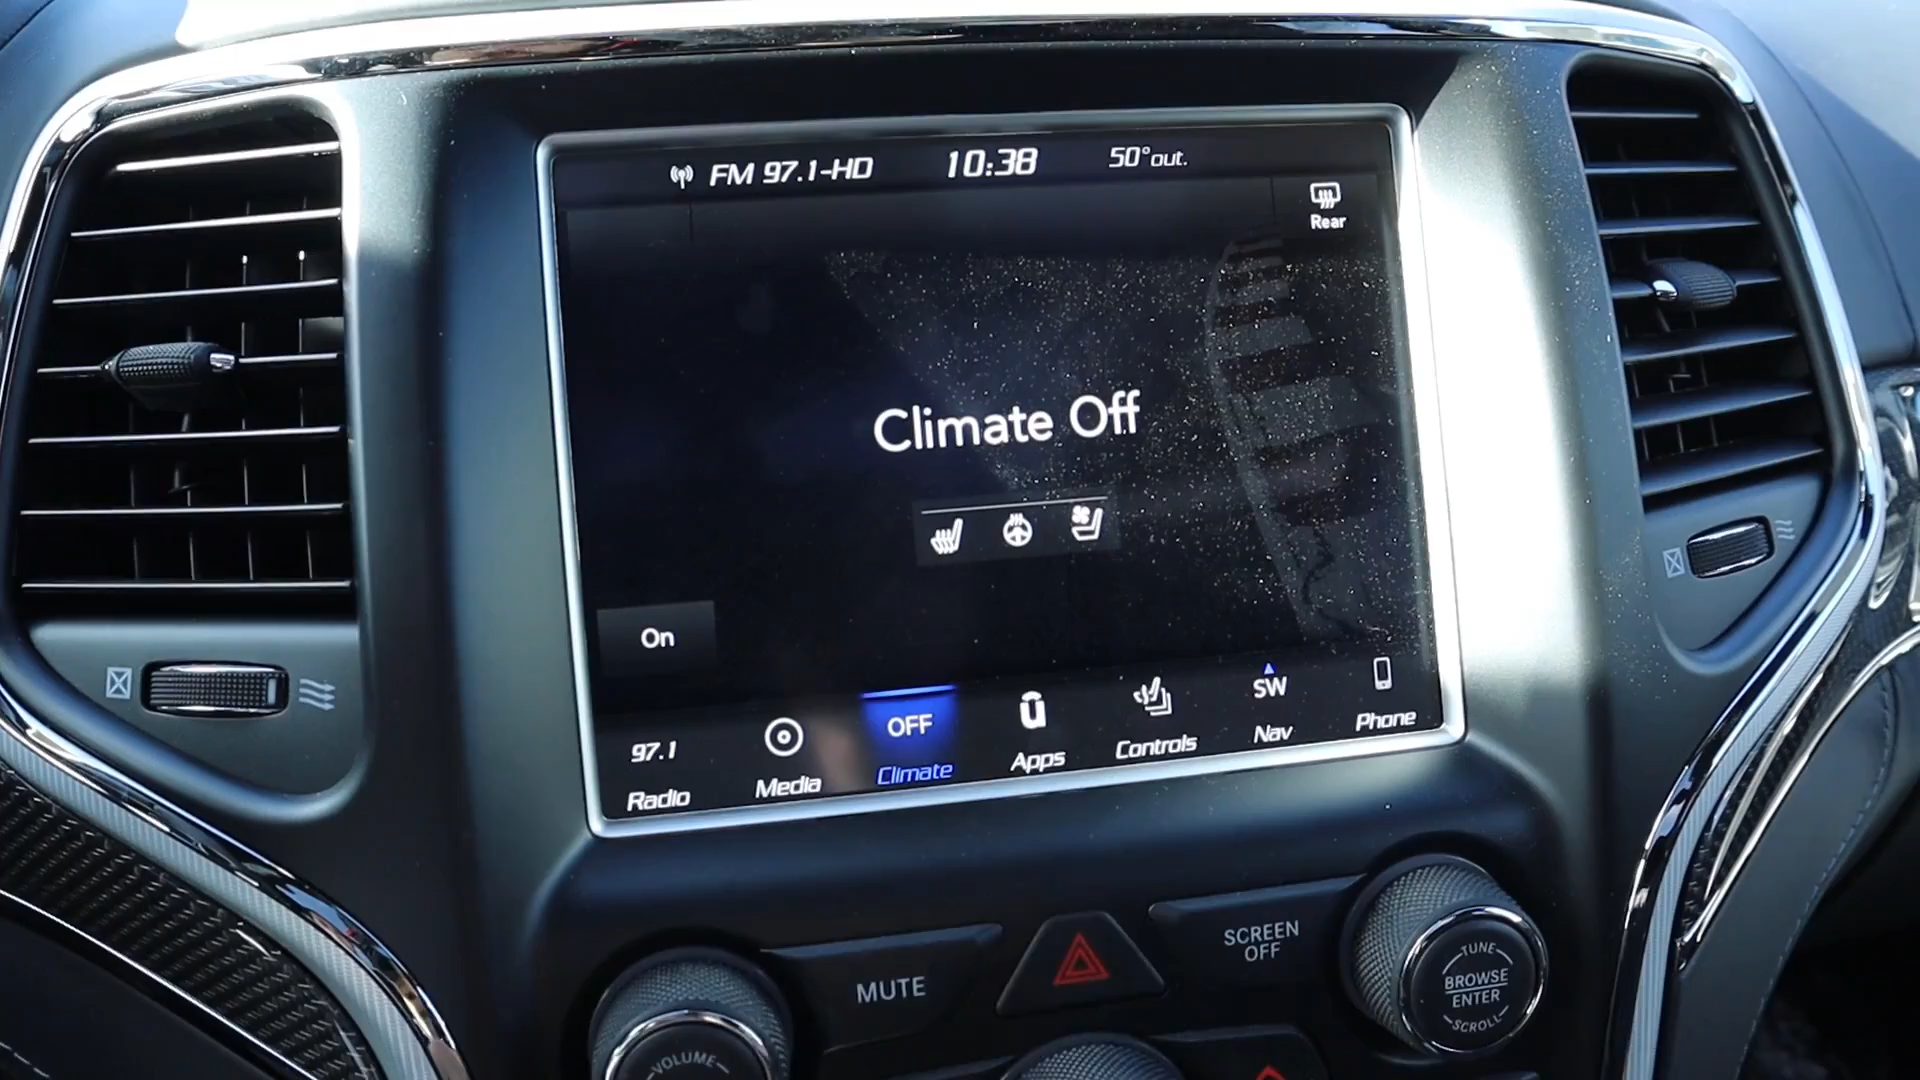 FM 97.1-HD 10:38 50° out.
Rear
Climate Off
On
97.1 OFF SW
Radio Media Climate Apps Controls Nav Phone
MUTE
SCREEN
OFF
TUNE
BROWSE
ENTER
SCROLL
VOLUME